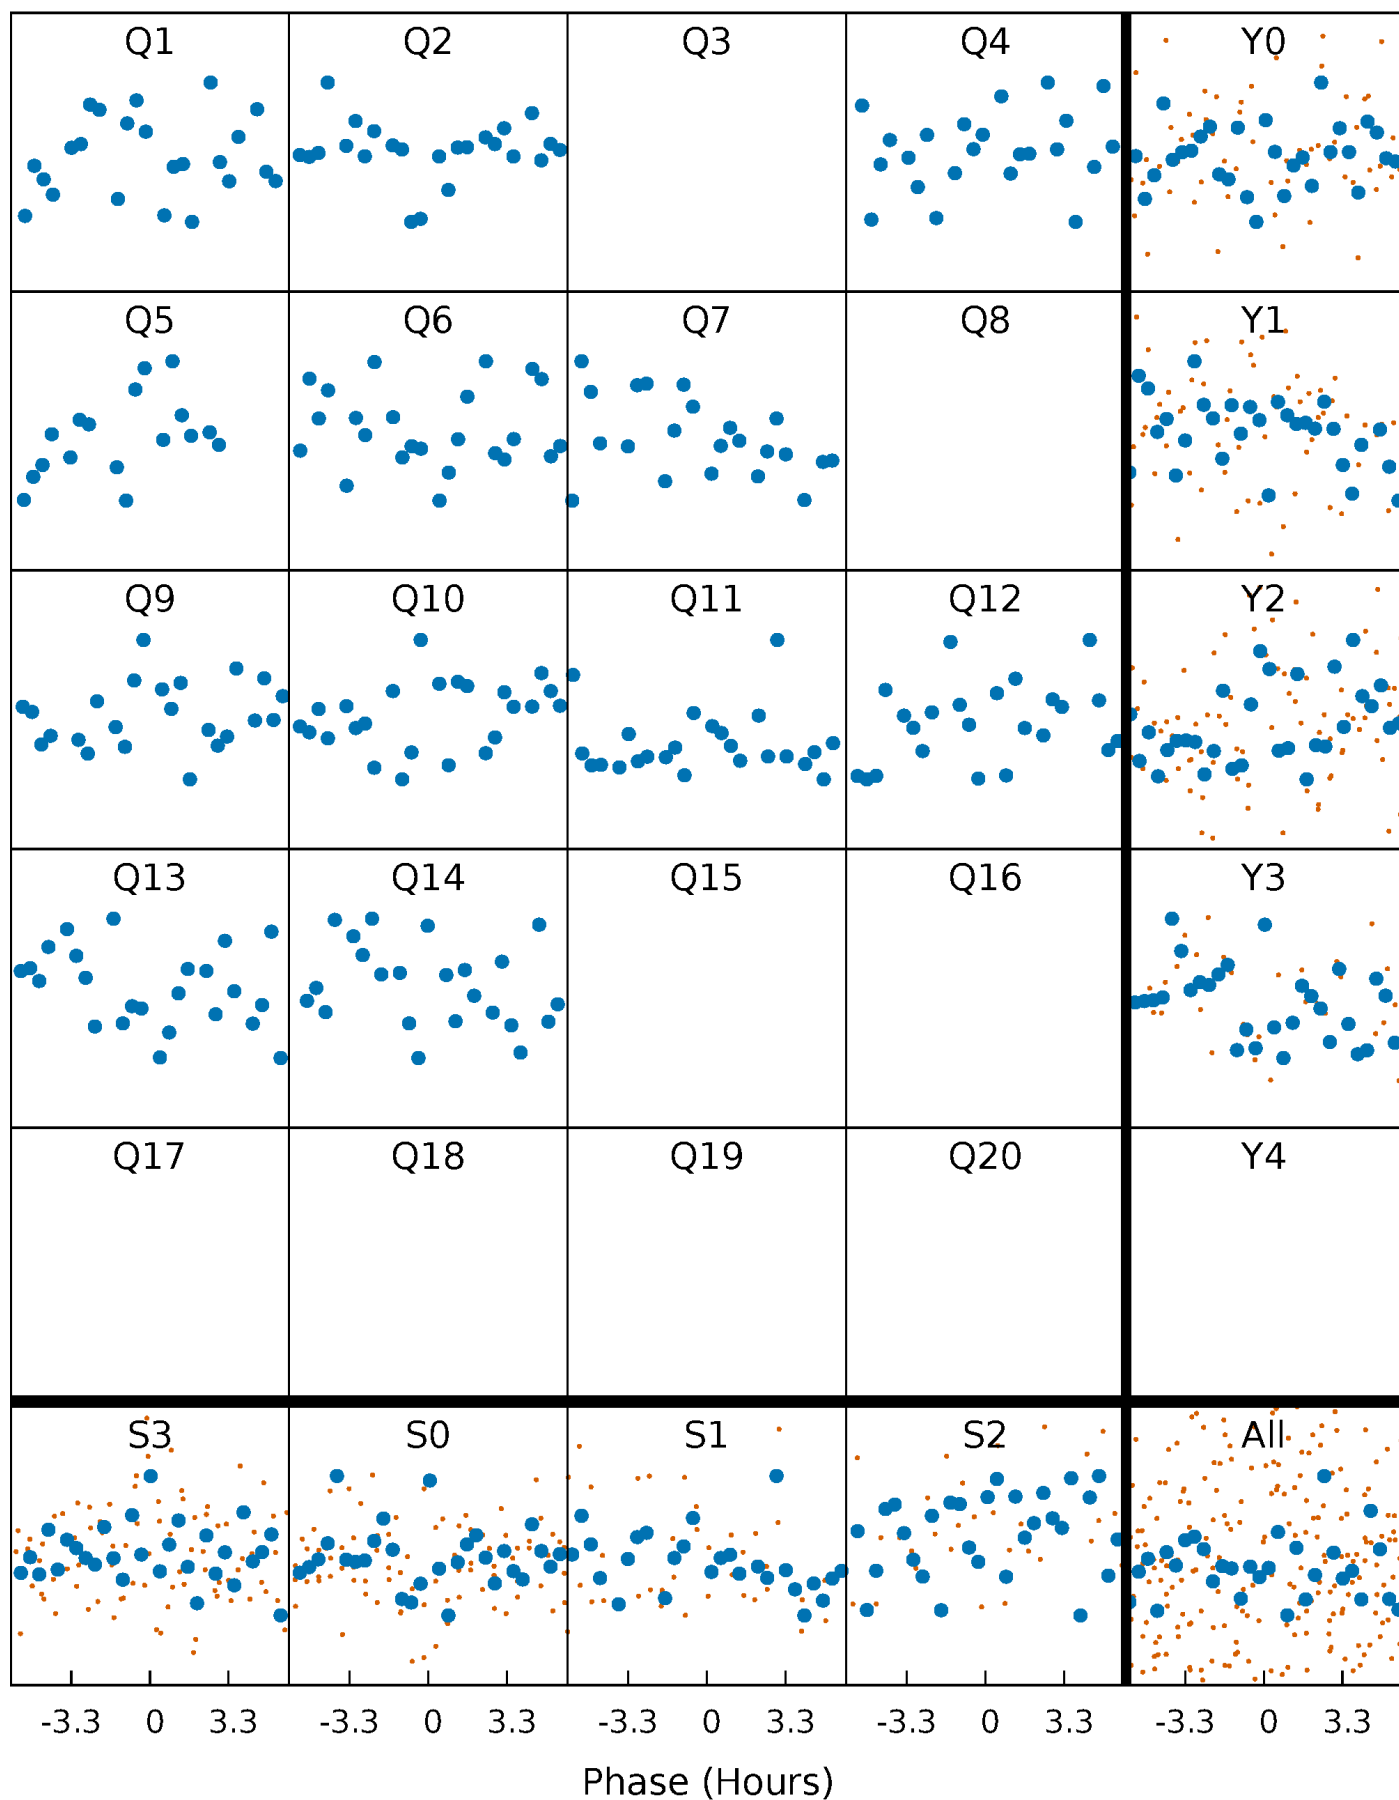 Q1 Q2 Q3 Q4 Y0
Q5 Q6 Q7 Q8 Y1
Q9 Q10 Q11 Q12 Y2
Q13 Q14 Q15 Q16 Y3
Q17 Q18 Q19 Q20 Y4
S3 S0 S1 S2 All
-3.3 0 3.3 -3.3 0 3.3 -3.3 0 3.3 -3.3 0 3.3 -3.3 0 3.3
Phase (Hours)